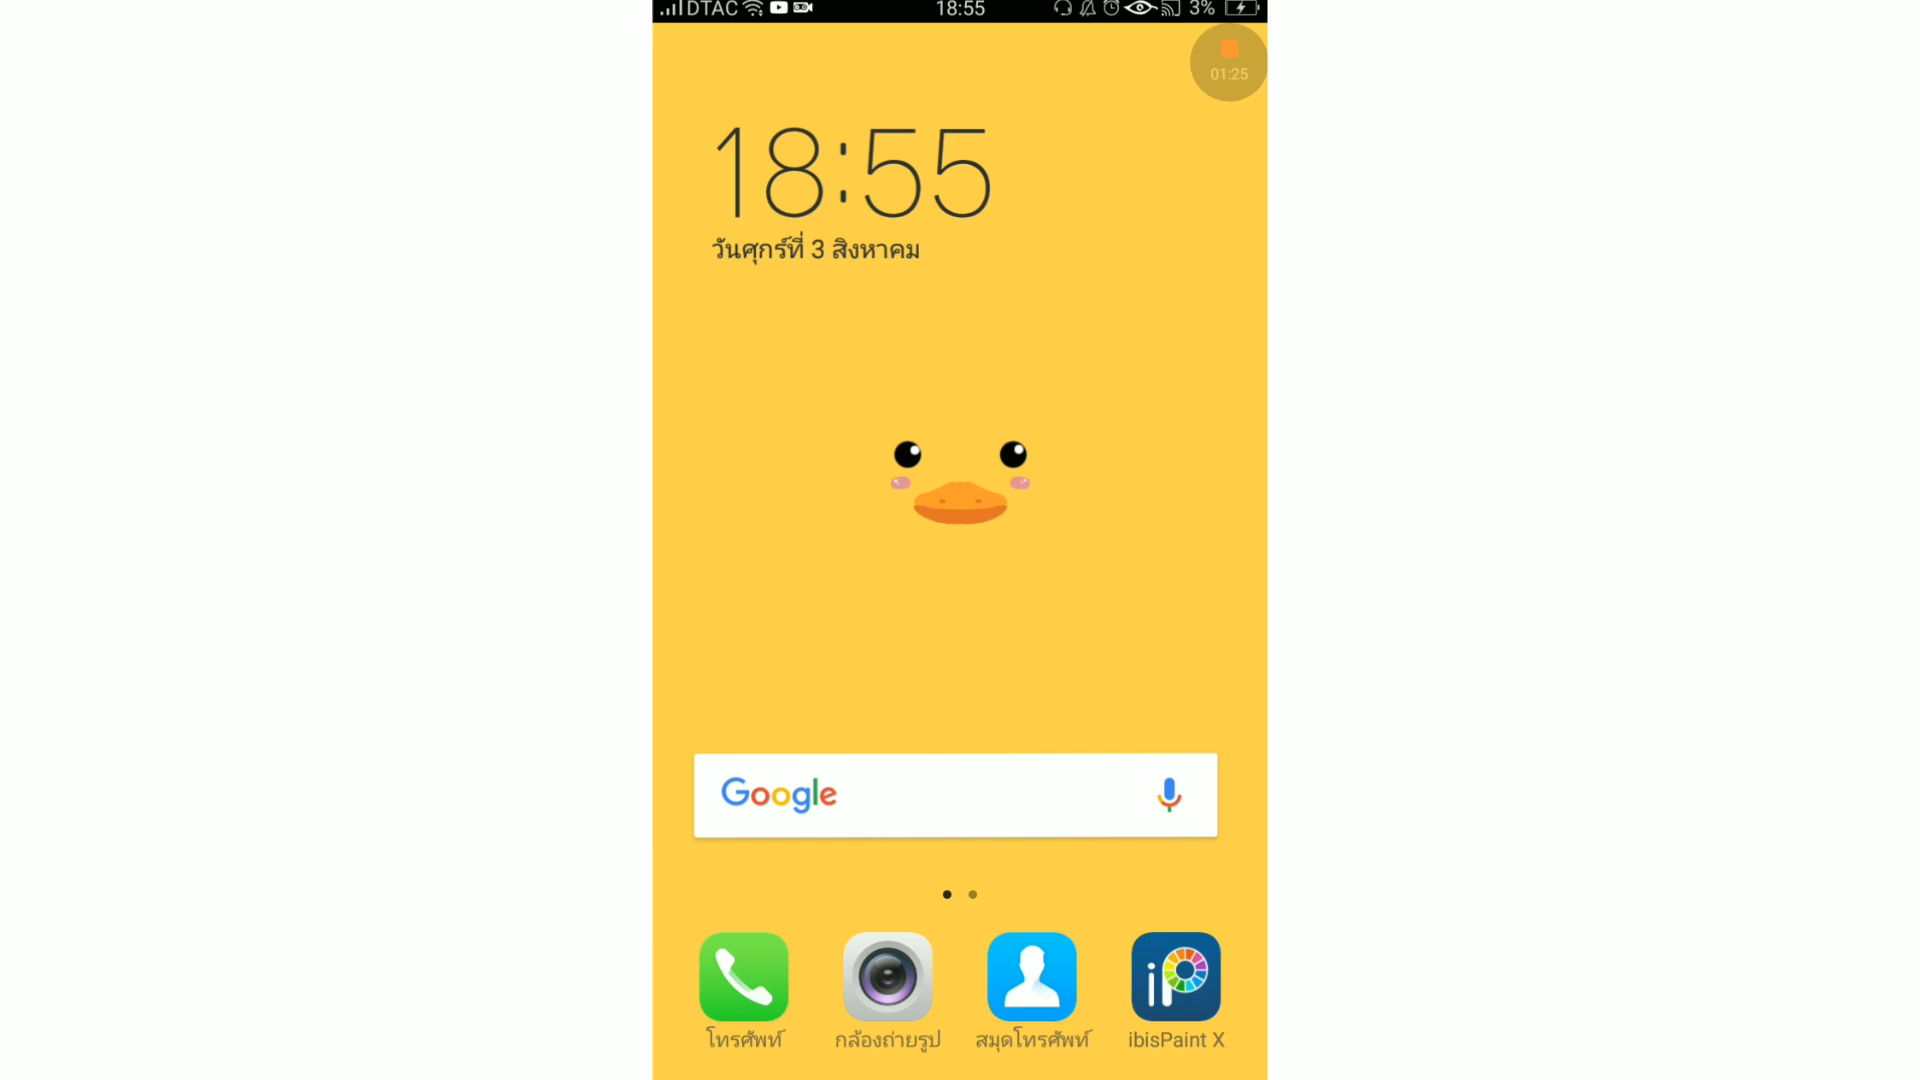 DTAC 18:55 3%
01:25
18:55
วันศุกร์ที่ 3 สิงหาคม
Google
โทรศัพท์ กล้องถ่ายรูป สมุดโทรศัพท์ ibisPaint X